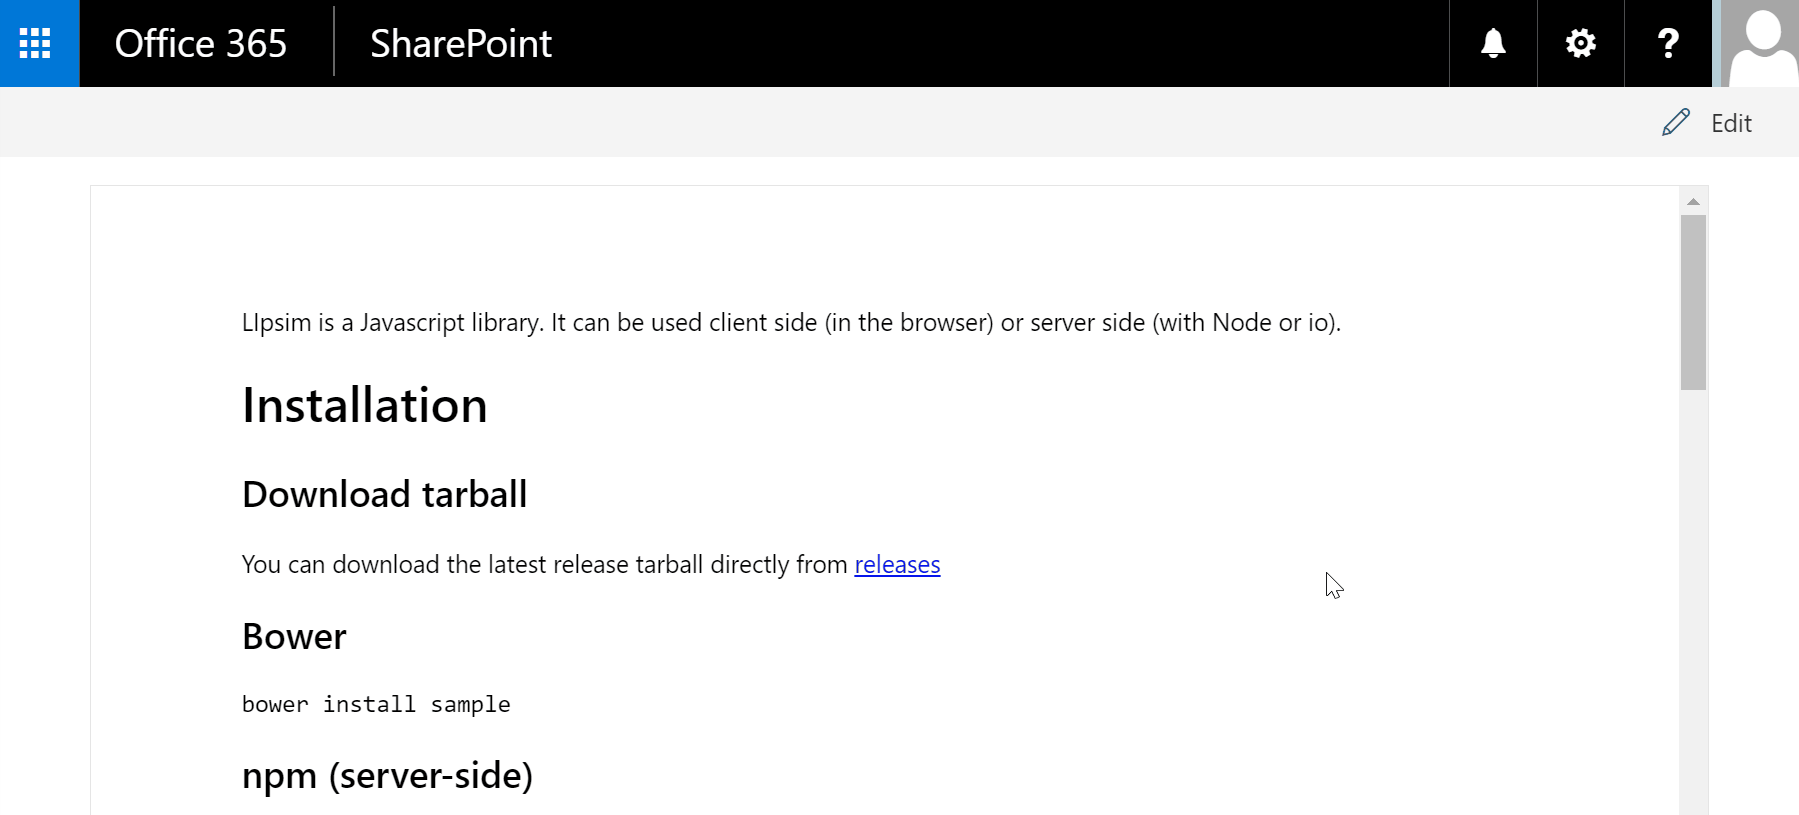 Office 365 SharePoint
Edit
LIpsim is a Javascript library. It can be used client side (in the browser) or server side (with Node or io).
Installation
Download tarball
You can download the latest release tarball directly from releases
Bower
bower install sample
npm (server-side)